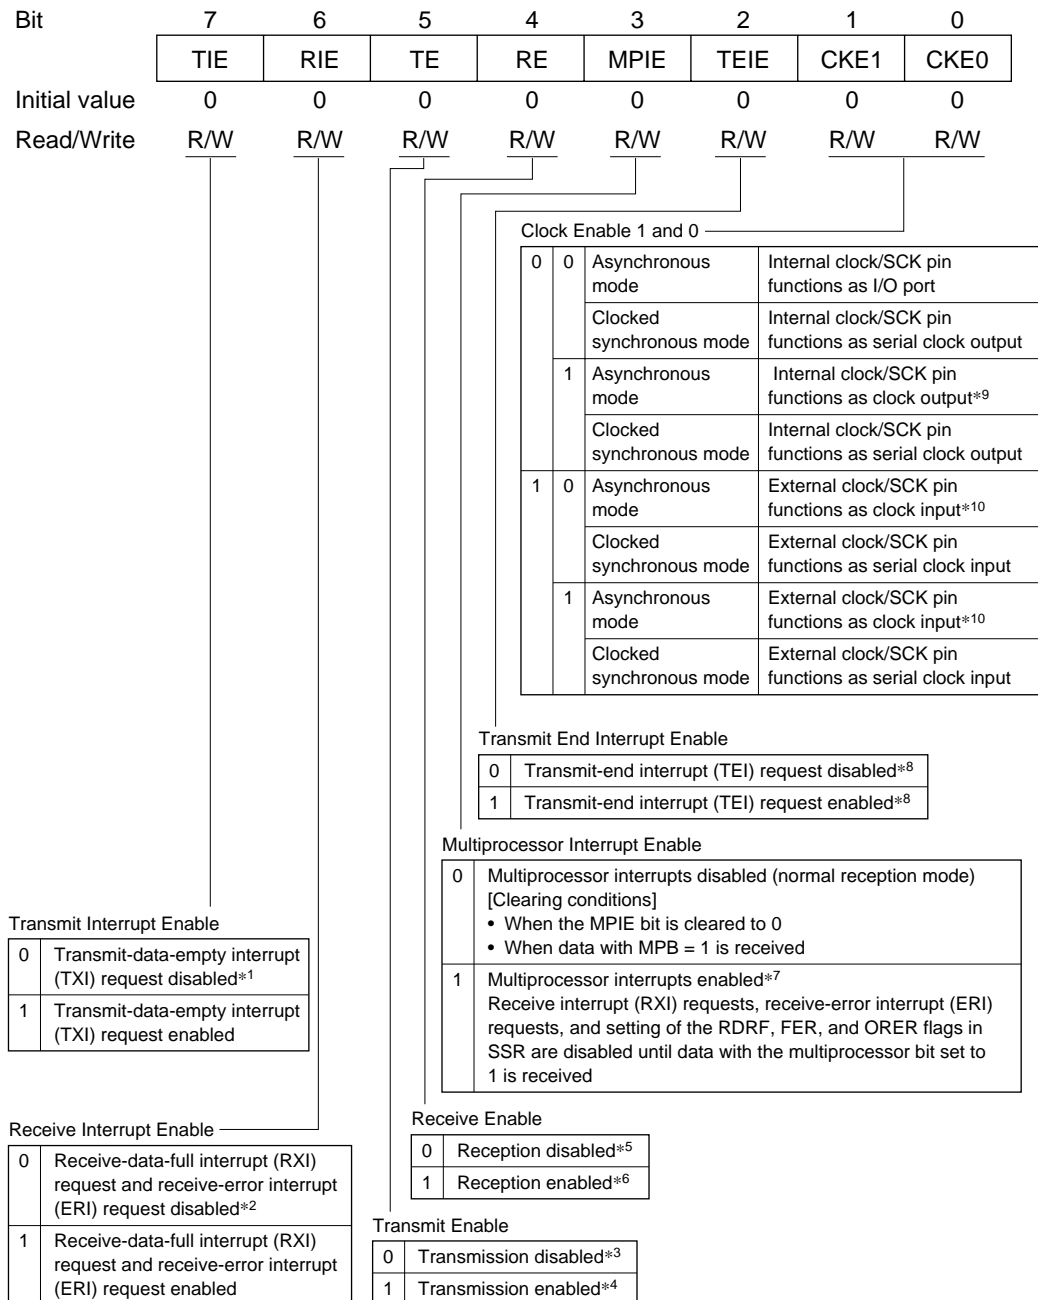 Bit 7 6 5 4 3 2 1 0
TIE RIE TE RE MPIE TEIE CKE1 CKE0
Initial value 0 0 0 0 0 0 0 0
Read/Write R/W R/W R/W R/W R/W R/W R/W R/W
Clock Enable 1 and 0
0 0 Asynchronous Internal clock/SCK pin
mode functions as I/O port
Clocked Internal clock/SCK pin
synchronous mode functions as serial clock output
1 Asynchronous Internal clock/SCK pin
mode functions as clock output*9
Clocked Internal clock/SCK pin
synchronous mode functions as serial clock output
1 0 Asynchronous External clock/SCK pin
mode functions as clock input*10
Clocked External clock/SCK pin
synchronous mode functions as serial clock input
1 Asynchronous External clock/SCK pin
mode functions as clock input*10
Clocked External clock/SCK pin
synchronous mode functions as serial clock input
Transmit End Interrupt Enable
0 Transmit-end interrupt (TEI) request disabled*8
1 Transmit-end interrupt (TEI) request enabled*8
Multiprocessor Interrupt Enable
0 Multiprocessor interrupts disabled (normal reception mode)
[Clearing conditions]
• When the MPIE bit is cleared to 0
• When data with MPB = 1 is received
1 Multiprocessor interrupts enabled*7
Receive interrupt (RXI) requests, receive-error interrupt (ERI)
requests, and setting of the RDRF, FER, and ORER flags in
SSR are disabled until data with the multiprocessor bit set to
1 is received
Transmit Interrupt Enable
0 Transmit-data-empty interrupt
(TXI) request disabled*1
1 Transmit-data-empty interrupt
(TXI) request enabled
Receive Enable
0 Reception disabled*5
1 Reception enabled*6
Receive Interrupt Enable
0 Receive-data-full interrupt (RXI)
request and receive-error interrupt
(ERI) request disabled*2
1 Receive-data-full interrupt (RXI)
request and receive-error interrupt
(ERI) request enabled
Transmit Enable
0 Transmission disabled*3
1 Transmission enabled*4